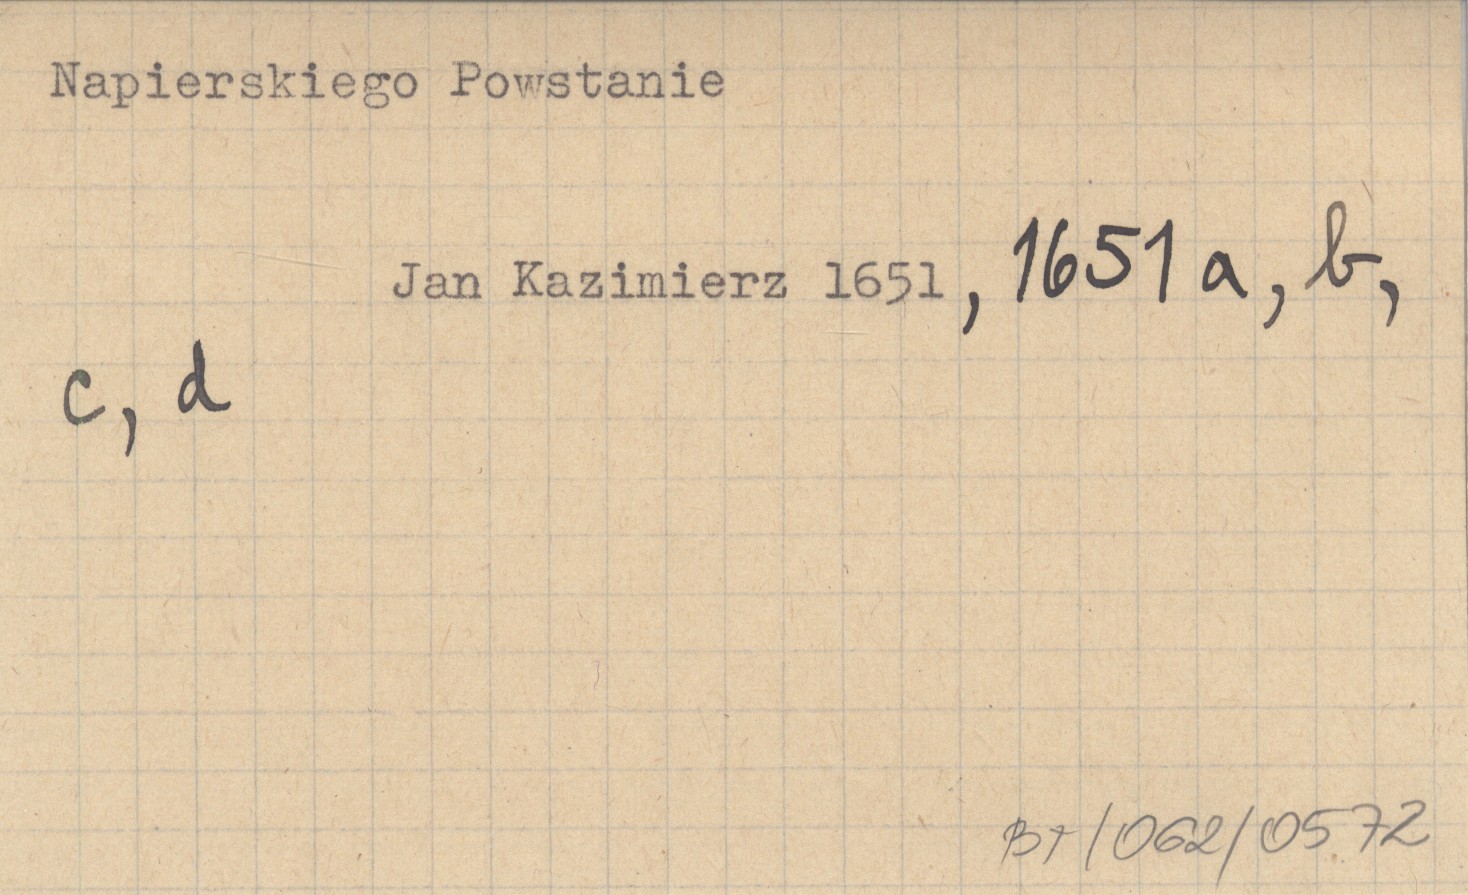 Napierskiego Powstanie
Jan Kazimierz 1651, 1651 a, b,
c, d
BT/062/0572